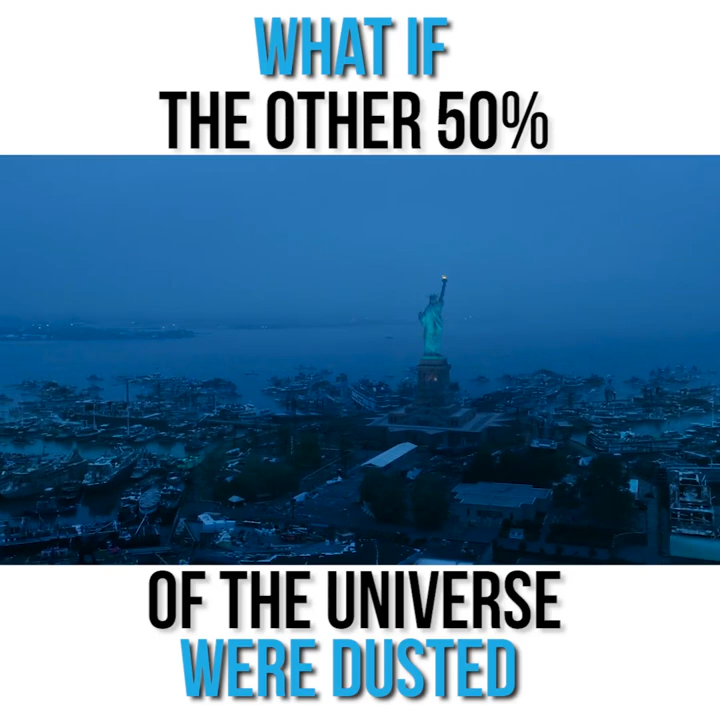 WHAT IF
THE OTHER 50%
OF THE UNIVERSE
WERE DUSTED